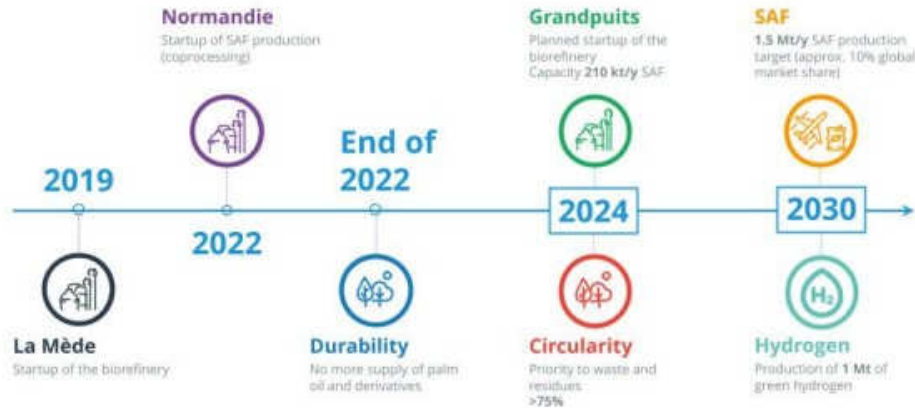 Normandie
Startup of SAF production
(coprocessing)
Grandpuits
Planned startup of the
biorefinery
Capacity 210 kt/y SAF
SAF
1.5 Mt/y SAF production
target (approx. 10% global
market share)
2019
2022
End of
2022
2024
2030
La Mède
Startup of the biorefinery
Durability
No more supply of palm
oil and derivatives
Circularity
Priority to waste and
residues
>75%
H₂
Hydrogen
Production of 1 Mt of
green hydrogen